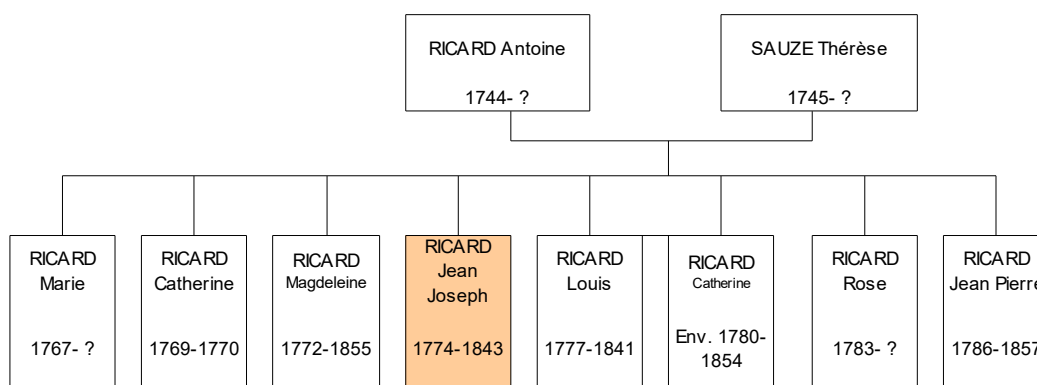 RICARD Antoine
1744- ?
SAUZE Thérèse
1745- ?
RICARD
Marie
1767- ?
RICARD
Catherine
1769-1770
RICARD
Magdeleine
1772-1855
RICARD
Jean
Joseph
1774-1843
RICARD
Louis
1777-1841
RICARD
Catherine
Env. 1780-
1854
RICARD
Rose
1783- ?
RICARD
Jean Pierre
1786-1857